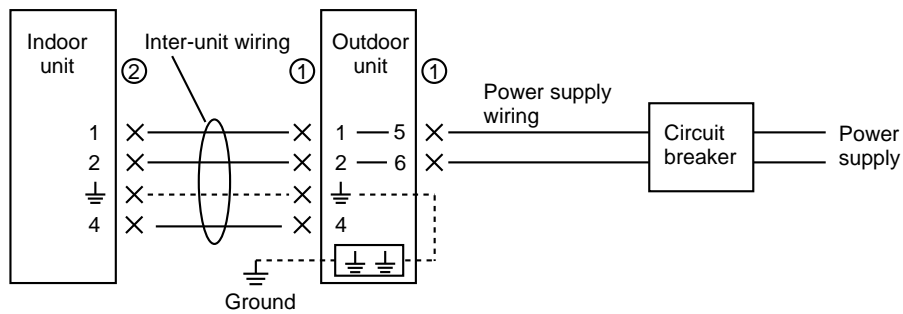 Indoor
unit
②
Inter-unit wiring
①
Outdoor
unit
①
Power supply
wiring
Circuit
breaker
Power
supply
1
2
4
1
5
2
6
4
Ground